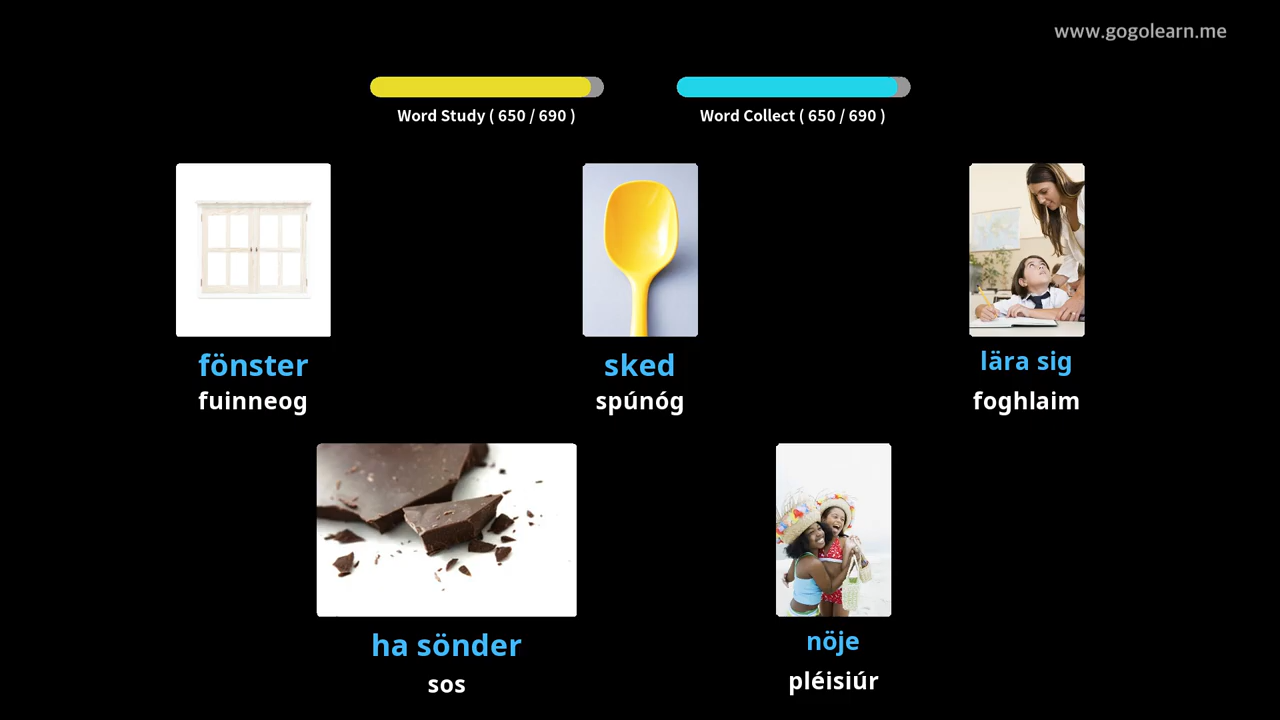 www.gogolearn.me
Word Study ( 650 / 690 )
Word Collect ( 650 / 690 )
fönster
fuinneog
sked
spúnóg
lära sig
foghlaim
ha sönder
sos
nöje
pléisiúr